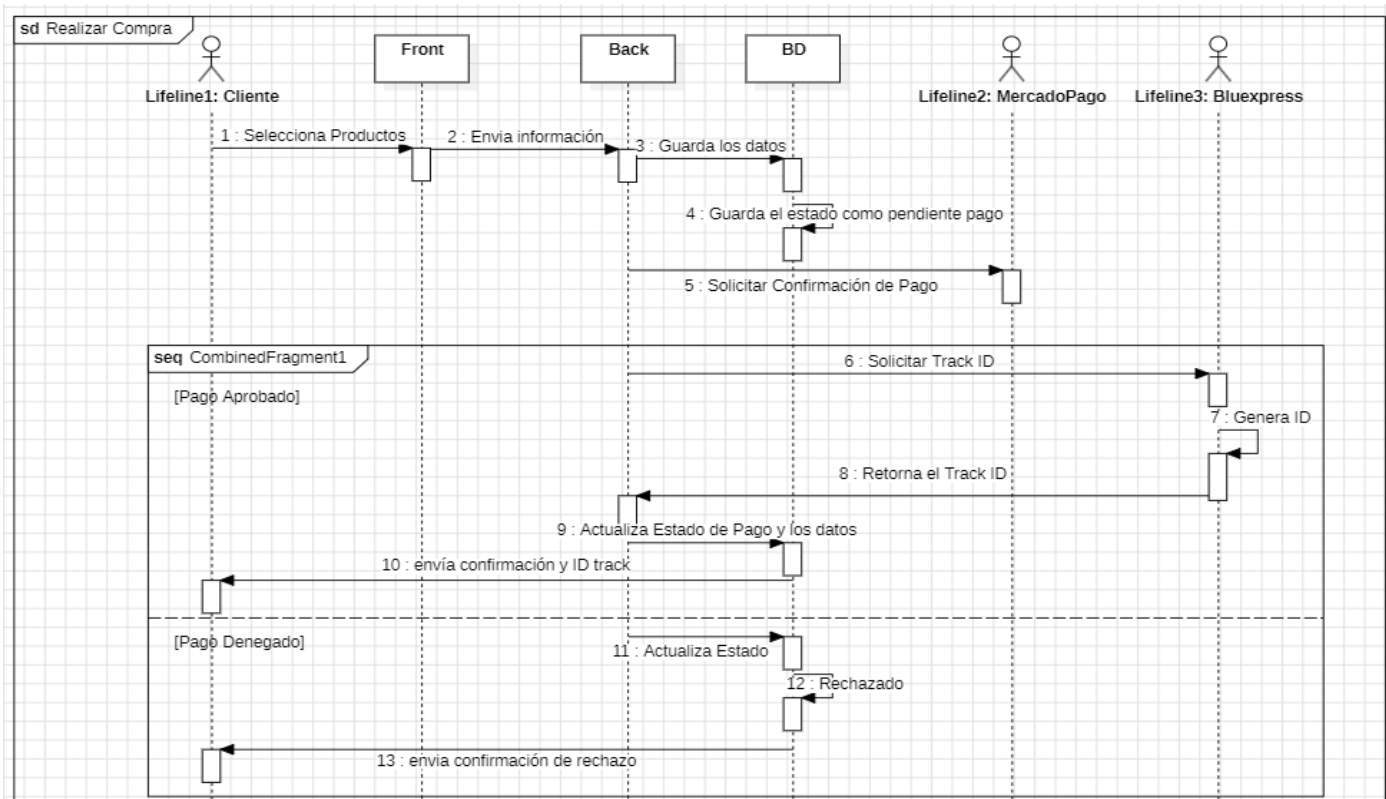 sd Realizar Compra
Front
Back
BD
Lifeline1: Cliente
Lifeline2: MercadoPago
Lifeline3: Bluexpress
1 : Selecciona Productos
2 : Envia información
3 : Guarda los datos
4 : Guarda el estado como pendiente pago
5 : Solicitar Confirmación de Pago
seq CombinedFragment1
6 : Solicitar Track ID
[Pago Aprobado]
7 : Genera ID
8 : Retorna el Track ID
9 : Actualiza Estado de Pago y los datos
10 : envía confirmación y ID track
[Pago Denegado]
11 : Actualiza Estado
12 : Rechazado
13 : envia confirmación de rechazo